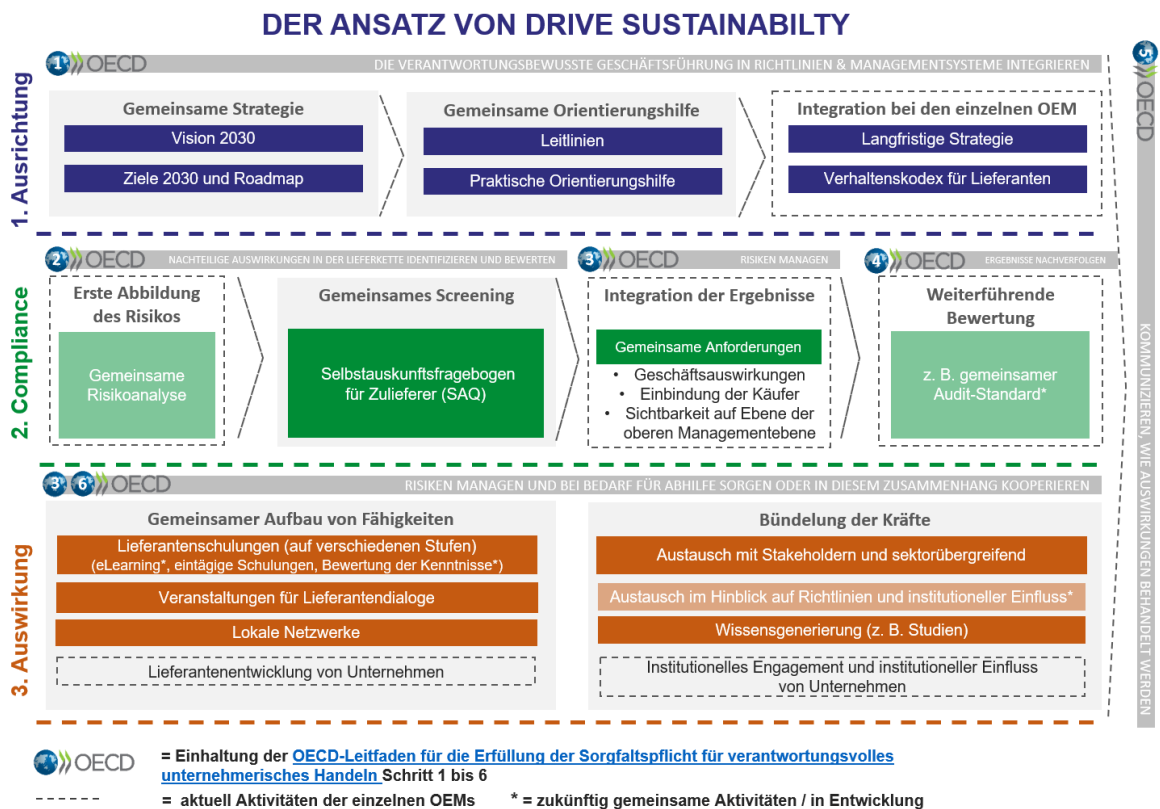 DER ANSATZ VON DRIVE SUSTAINABILTY
1 OECD
DIE VERANTWORTUNGSBEWUSSTE GESCHÄFTSFÜHRUNG IN RICHTLINIEN & MANAGEMENTSYSTEME INTEGRIEREN
1. Ausrichtung
Gemeinsame Strategie
Vision 2030
Ziele 2030 und Roadmap
Gemeinsame Orientierungshilfe
Leitlinien
Praktische Orientierungshilfe
Integration bei den einzelnen OEM
Langfristige Strategie
Verhaltenskodex für Lieferanten
2. Compliance
2 OECD
NACHTEILIGE AUSWIRKUNGEN IN DER LIEFERKETTE IDENTIFIZIEREN UND BEWERTEN
Erste Abbildung
des Risikos
Gemeinsame
Risikoanalyse
Gemeinsames Screening
Selbstauskunftsfragebogen
für Zulieferer (SAQ)
3 OECD
RISIKEN MANAGEN
Integration der Ergebnisse
Gemeinsame Anforderungen
• Geschäftsauswirkungen
• Einbindung der Käufer
• Sichtbarkeit auf Ebene der
oberen Managementebene
4 OECD
ERGEBNISSE NACHVERFOLGEN
Weiterführende
Bewertung
z. B. gemeinsamer
Audit-Standard*
3. Auswirkung
3 6 OECD
RISIKEN MANAGEN UND BEI BEDARF FÜR ABHILFE SORGEN ODER IN DIESEM ZUSAMMENHANG KOOPERIEREN
Gemeinsamer Aufbau von Fähigkeiten
Lieferantenschulungen (auf verschiedenen Stufen)
(eLearning*, eintägige Schulungen, Bewertung der Kenntnisse*)
Veranstaltungen für Lieferantendialoge
Lokale Netzwerke
Lieferantenentwicklung von Unternehmen
Bündelung der Kräfte
Austausch mit Stakeholdern und sektorübergreifend
Austausch im Hinblick auf Richtlinien und institutioneller Einfluss*
Wissensgenerierung (z. B. Studien)
Institutionelles Engagement und institutioneller Einfluss
von Unternehmen
5 OECD
KOMMUNIZIEREN, WIE AUSWIRKUNGEN BEHANDELT WERDEN
OECD
= Einhaltung der OECD-Leitfaden für die Erfüllung der Sorgfaltspflicht für verantwortungsvolles
unternehmerisches Handeln Schritt 1 bis 6
= aktuell Aktivitäten der einzelnen OEMs
* = zukünftig gemeinsame Aktivitäten / in Entwicklung